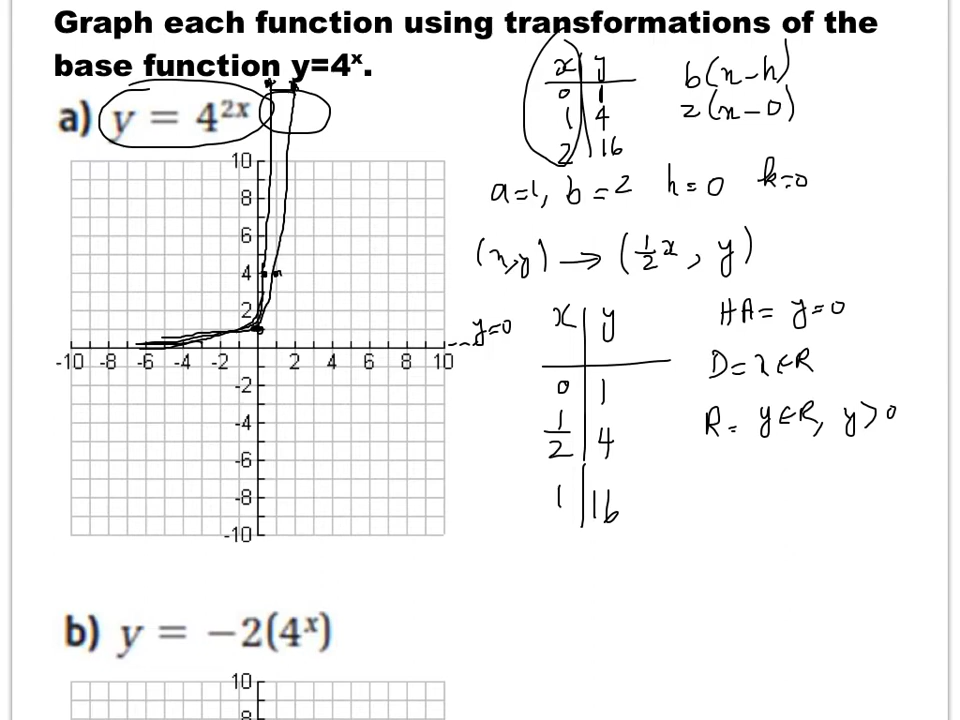 Graph each function using transformations of the
base function y=4ˣ.
a) y = 4²ˣ
x | y
0 | 1
1 | 4
2 | 16
b(x-h)
2(x-0)
a=1, b=2 h=0 k=0
(x,y) → (½x, y)
x | y
0 | 1
½ | 4
1 | 16
HA= y=0
D= x∈R
R= y∈R, y>0
10
8
6
4
2
-10 -8 -6 -4 -2 2 4 6 8 10 --- y=0
-2
-4
-6
-8
-10
b) y = −2(4ˣ)
10
8